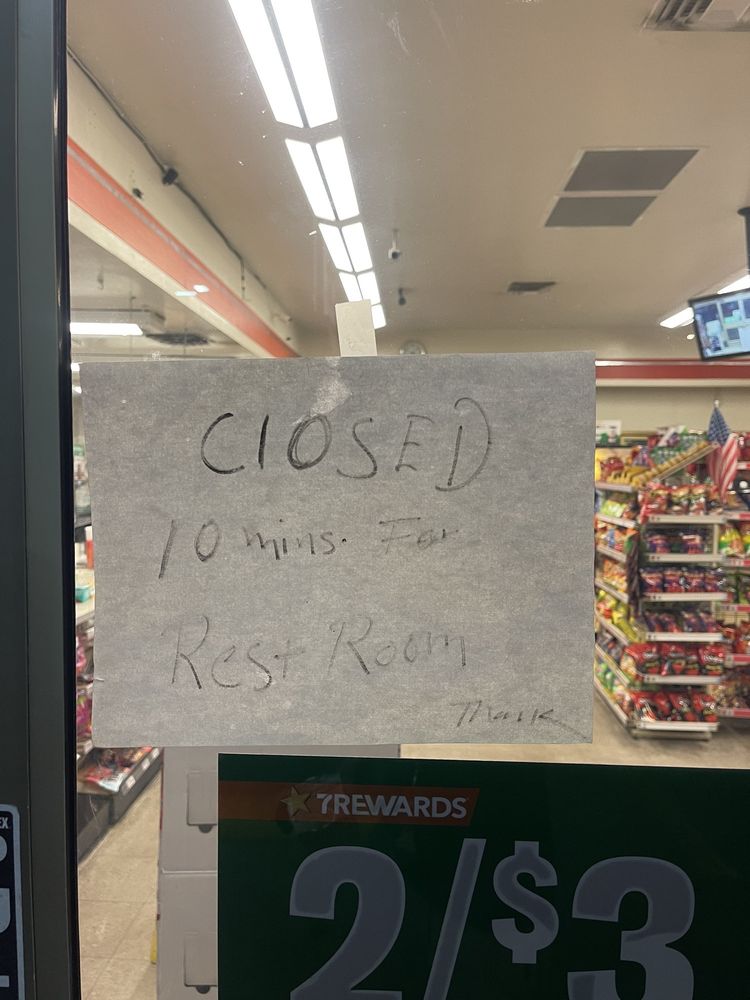 CLOSED
10 mins. For
Rest Room
Thank
7REWARDS
2/$3